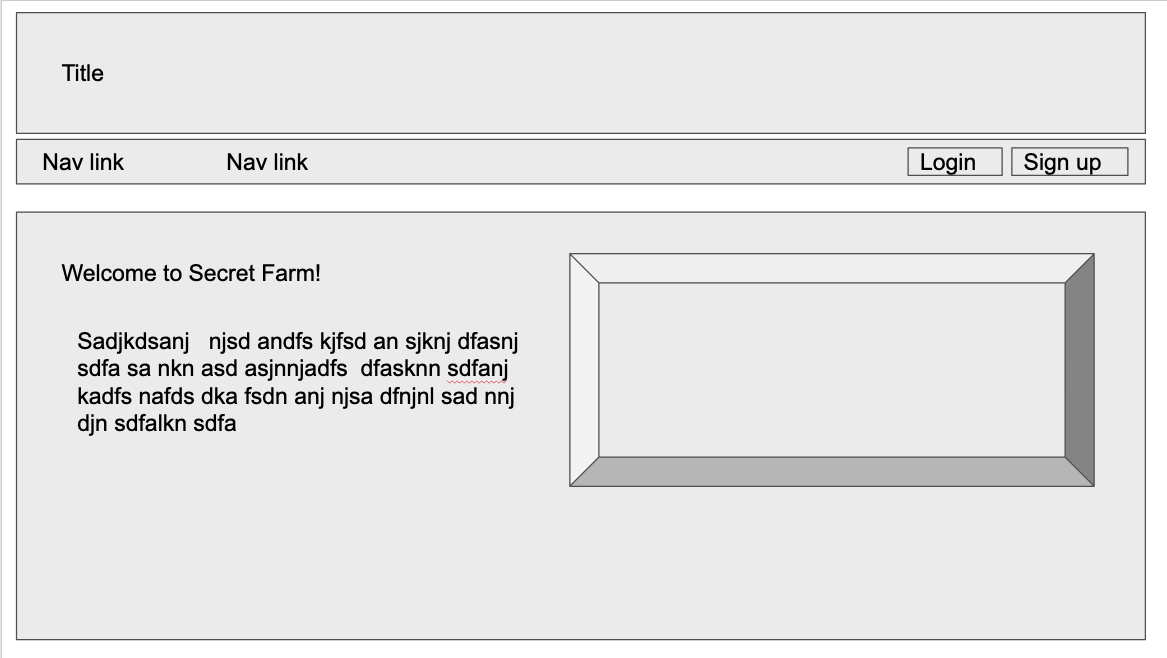 Title
Nav link Nav link Login Sign up
Welcome to Secret Farm!
Sadjkdsanj njsd andfs kjfsd an sjknj dfasnj
sdfa sa nkn asd asjnnjadfs dfasknn sdfanj
kadfs nafds dka fsdn anj njsa dfnjnl sad nnj
djn sdfalkn sdfa